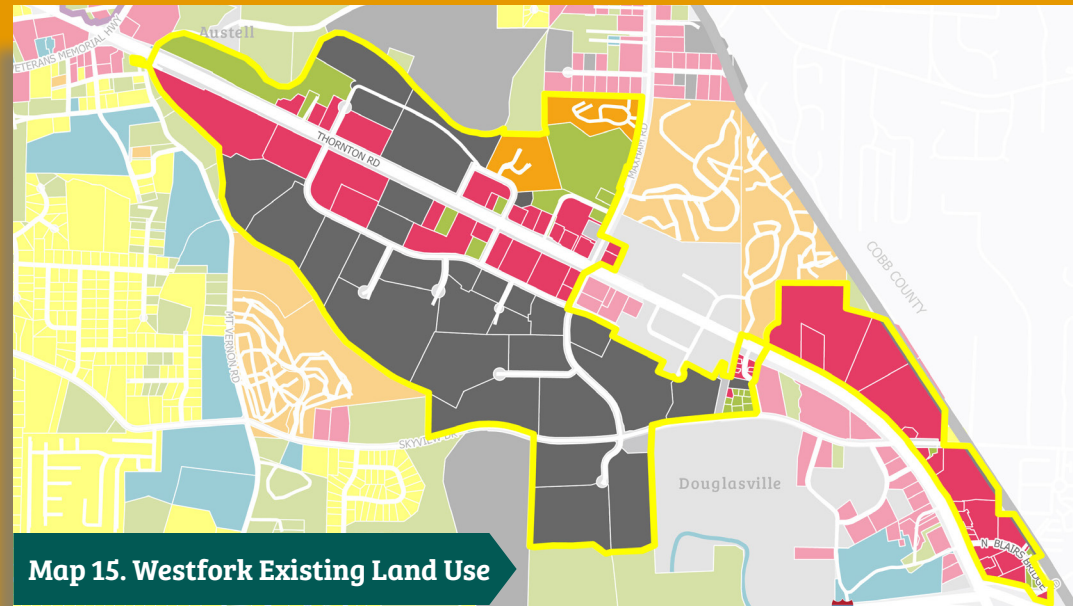 Austell
ETERANS MEMORIAL HWY
THORNTON RD
MAXHAM RD
COBB COUNTY
MT VERNON RD
SKYVIEW DR
Douglasville
N BLAIRS BRIDGE
Map 15. Westfork Existing Land Use